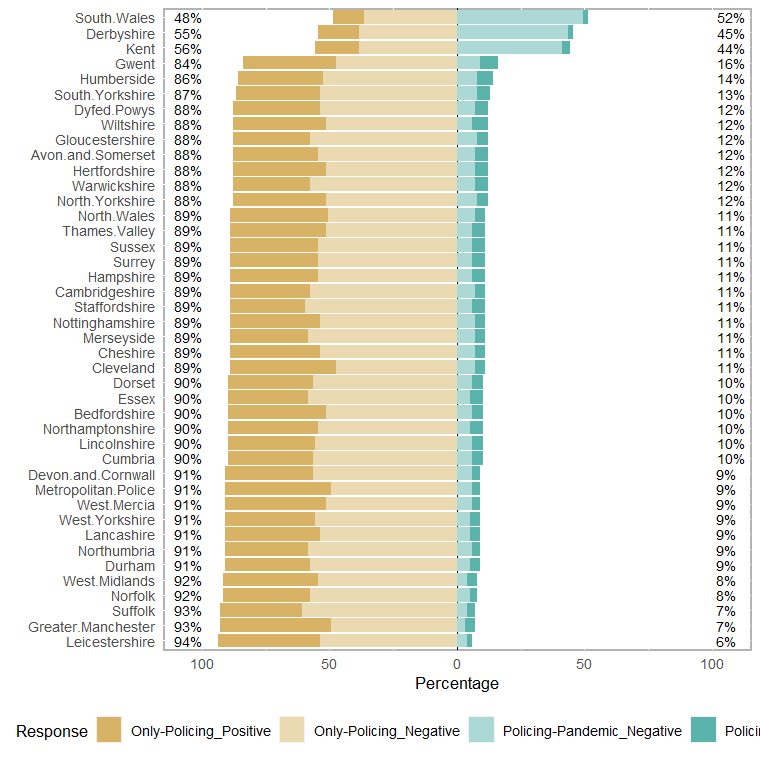 South.Wales 48% 52%
Derbyshire 55% 45%
Kent 56% 44%
Gwent 84% 16%
Humberside 86% 14%
South.Yorkshire 87% 13%
Dyfed.Powys 88% 12%
Wiltshire 88% 12%
Gloucestershire 88% 12%
Avon.and.Somerset 88% 12%
Hertfordshire 88% 12%
Warwickshire 88% 12%
North.Yorkshire 88% 12%
North.Wales 89% 11%
Thames.Valley 89% 11%
Sussex 89% 11%
Surrey 89% 11%
Hampshire 89% 11%
Cambridgeshire 89% 11%
Staffordshire 89% 11%
Nottinghamshire 89% 11%
Merseyside 89% 11%
Cheshire 89% 11%
Cleveland 89% 11%
Dorset 90% 10%
Essex 90% 10%
Bedfordshire 90% 10%
Northamptonshire 90% 10%
Lincolnshire 90% 10%
Cumbria 90% 10%
Devon.and.Cornwall 91% 9%
Metropolitan.Police 91% 9%
West.Mercia 91% 9%
West.Yorkshire 91% 9%
Lancashire 91% 9%
Northumbria 91% 9%
Durham 91% 9%
West.Midlands 92% 8%
Norfolk 92% 8%
Suffolk 93% 7%
Greater.Manchester 93% 7%
Leicestershire 94% 6%
100 50 0 50 100
Percentage
Response Only-Policing_Positive Only-Policing_Negative Policing-Pandemic_Negative